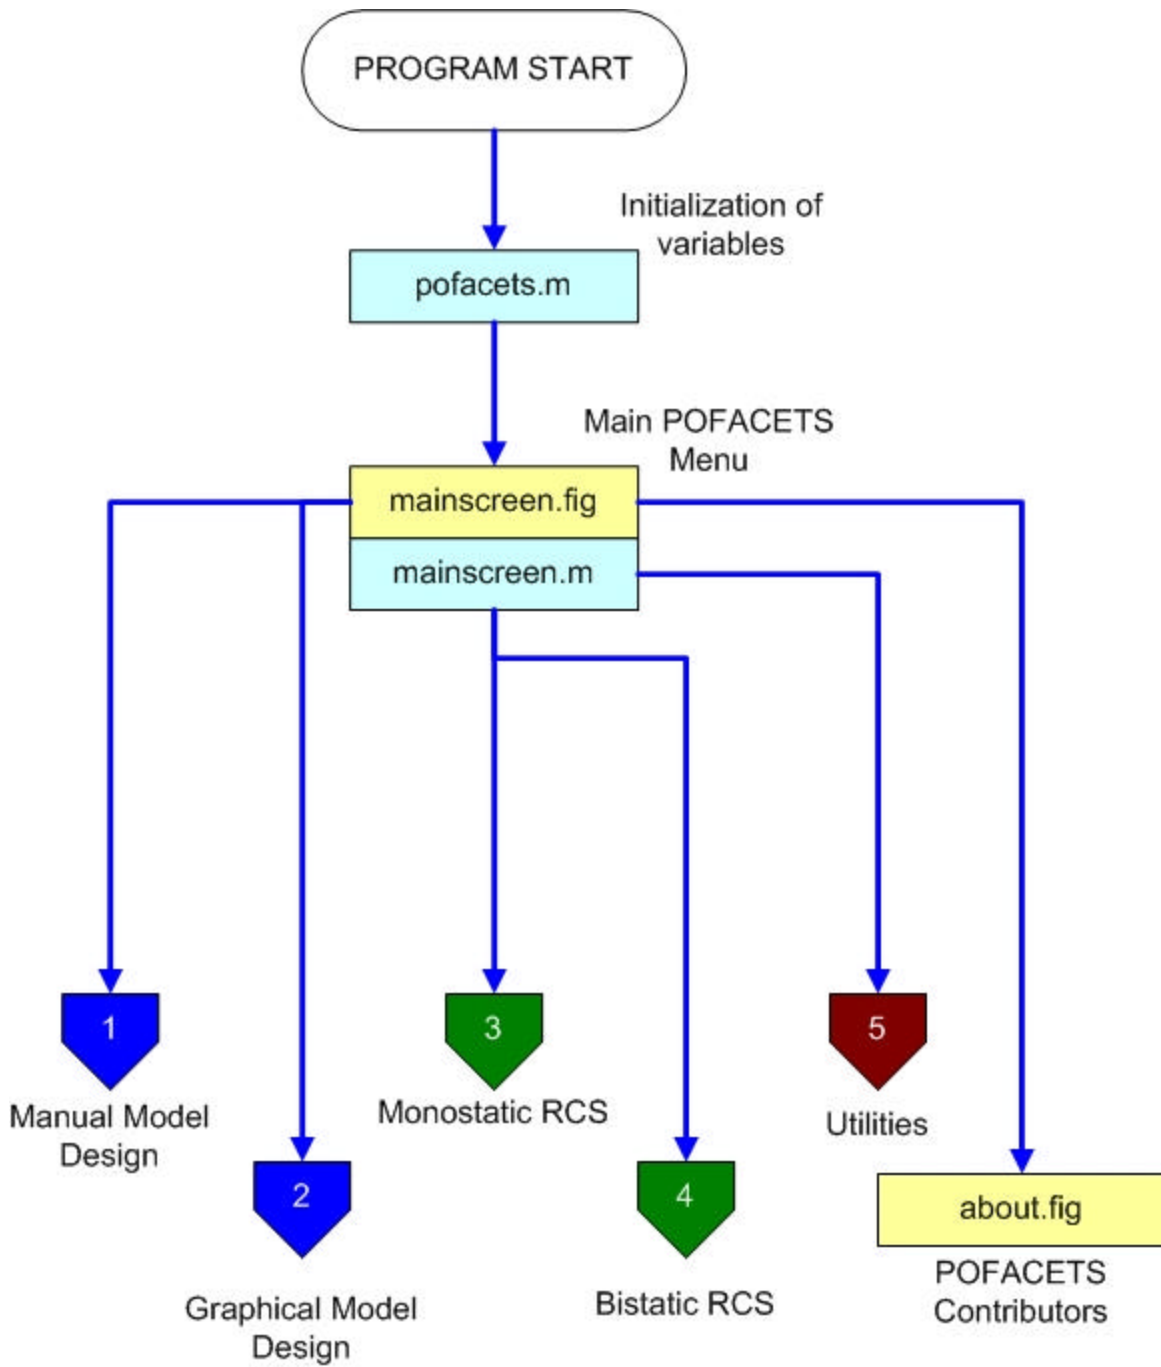 PROGRAM START
Initialization of
variables
pofacets.m
Main POFACETS
Menu
mainscreen.fig
mainscreen.m
1
Manual Model
Design
2
Graphical Model
Design
3
Monostatic RCS
4
Bistatic RCS
5
Utilities
about.fig
POFACETS
Contributors